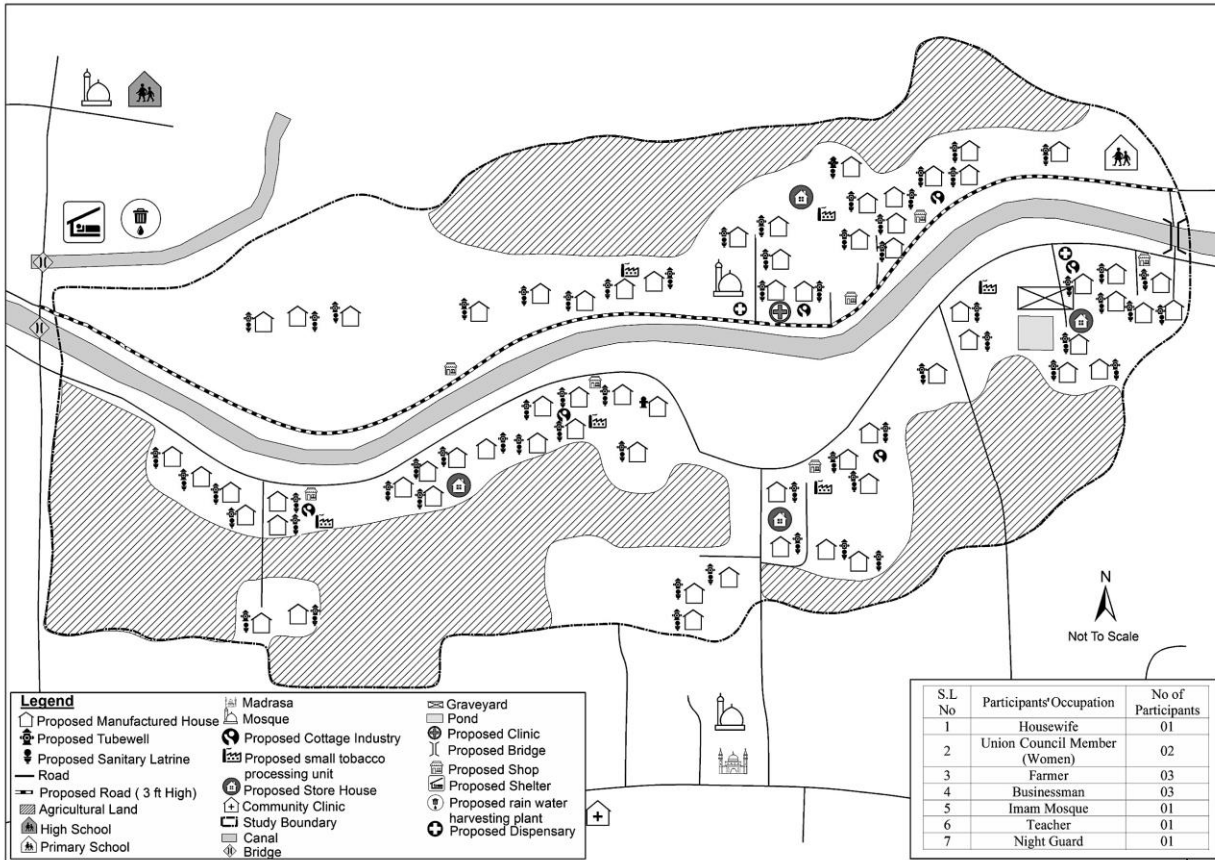 N
Not To Scale
Legend
Proposed Manufactured House
Proposed Tubewell
Proposed Sanitary Latrine
Road
Proposed Road ( 3 ft High)
Agricultural Land
High School
Primary School
Madrasa
Mosque
Proposed Cottage Industry
Proposed small tobacco
processing unit
Proposed Store House
Community Clinic
Study Boundary
Canal
Bridge
Graveyard
Pond
Proposed Clinic
Proposed Bridge
Proposed Shop
Proposed Shelter
Proposed rain water
harvesting plant
Proposed Dispensary
S.L No Participants' Occupation No of Participants
1 Housewife 01
2 Union Council Member (Women) 02
3 Farmer 03
4 Businessman 03
5 Imam Mosque 01
6 Teacher 01
7 Night Guard 01